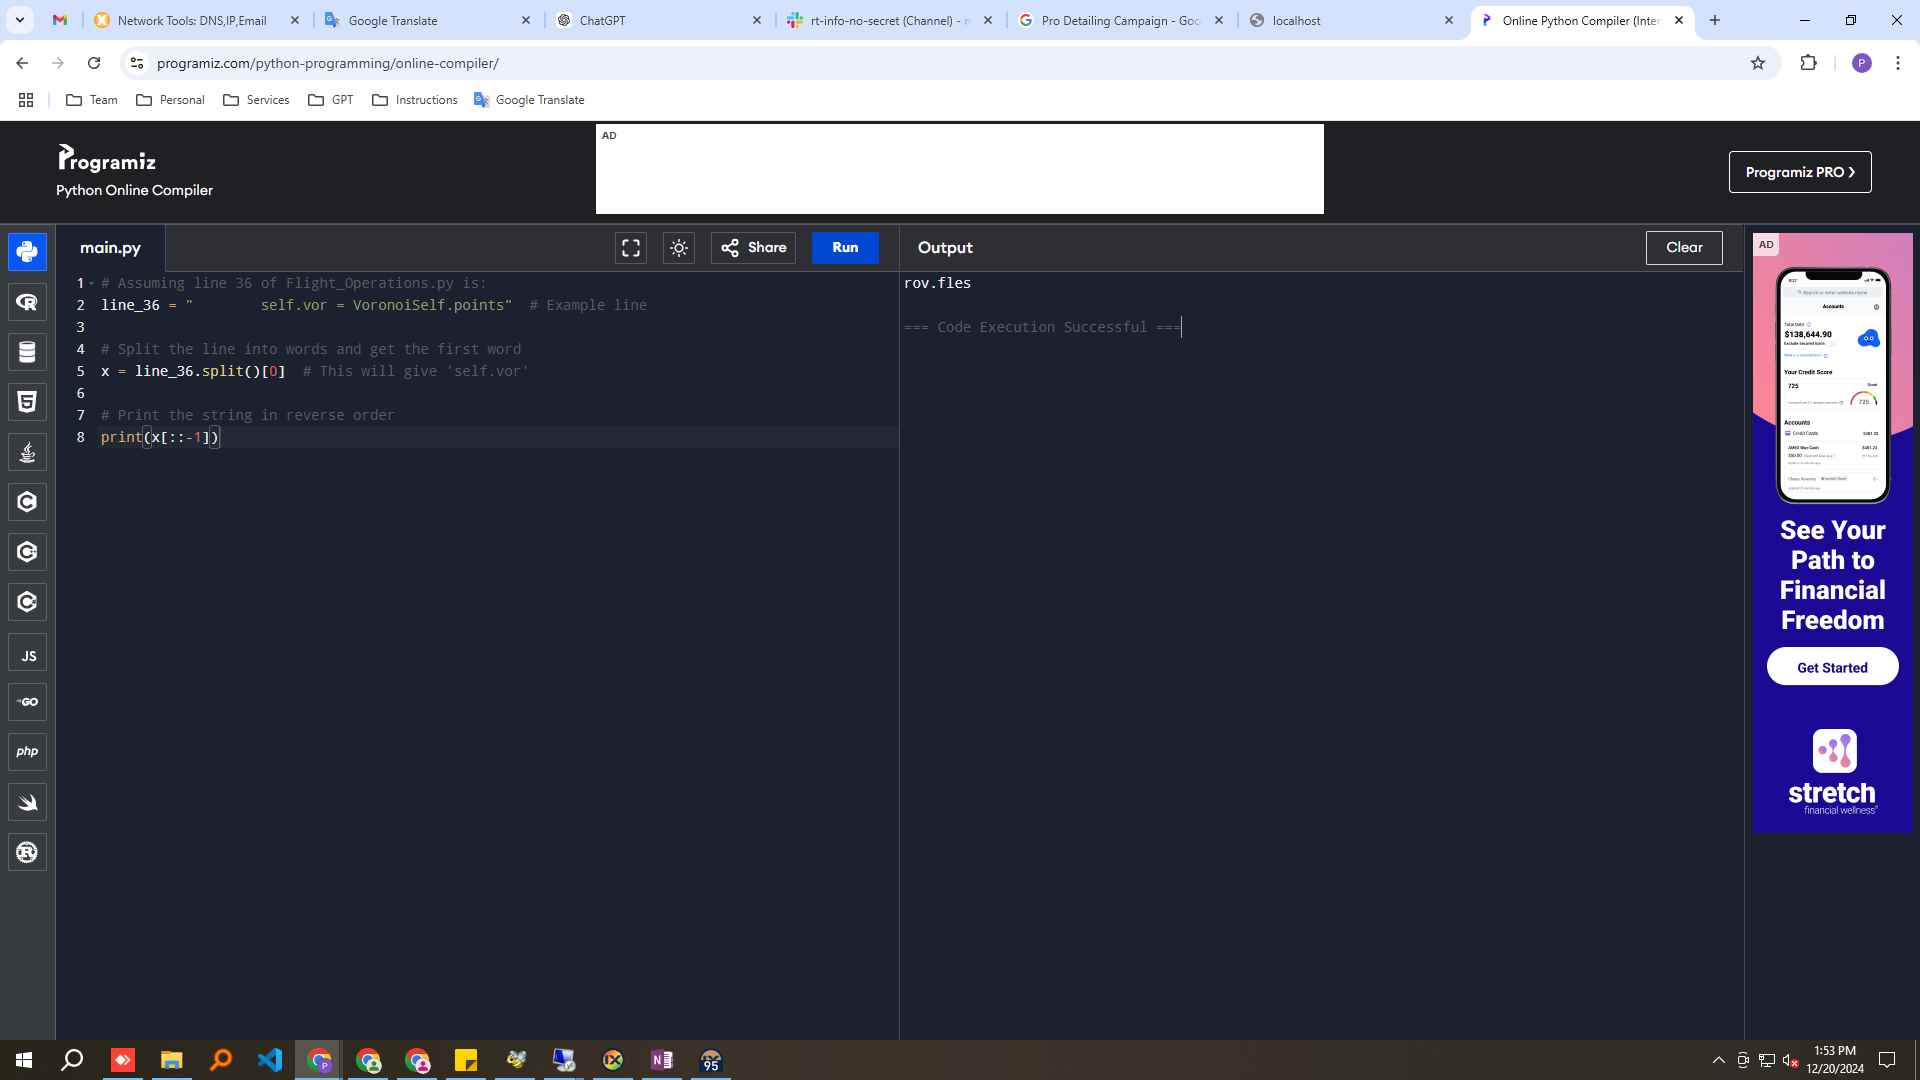 Network Tools: DNS,IP,Email
Google Translate
ChatGPT
rt-info-no-secret (Channel) -
Pro Detailing Campaign - Goo
localhost
Online Python Compiler (Inter
programiz.com/python-programming/online-compiler/
P
Team
Personal
Services
GPT
Instructions
Google Translate
Programiz
Python Online Compiler
AD
Programiz PRO
main.py
Share
Run
Output
Clear
1 # Assuming line 36 of Flight_Operations.py is:
2 line_36 = "        self.vor = VoronoiSelf.points"  # Example line
3
4 # Split the line into words and get the first word
5 x = line_36.split()[0]  # This will give 'self.vor'
6
7 # Print the string in reverse order
8 print(x[::-1])
rov.fles
=== Code Execution Successful ===
JS
GO
php
AD
Accounts
$138,644.90
Your Credit Score
725
725
Accounts
Credit Cards
See Your
Path to
Financial
Freedom
Get Started
stretch
financial wellness
95
1:53 PM
12/20/2024